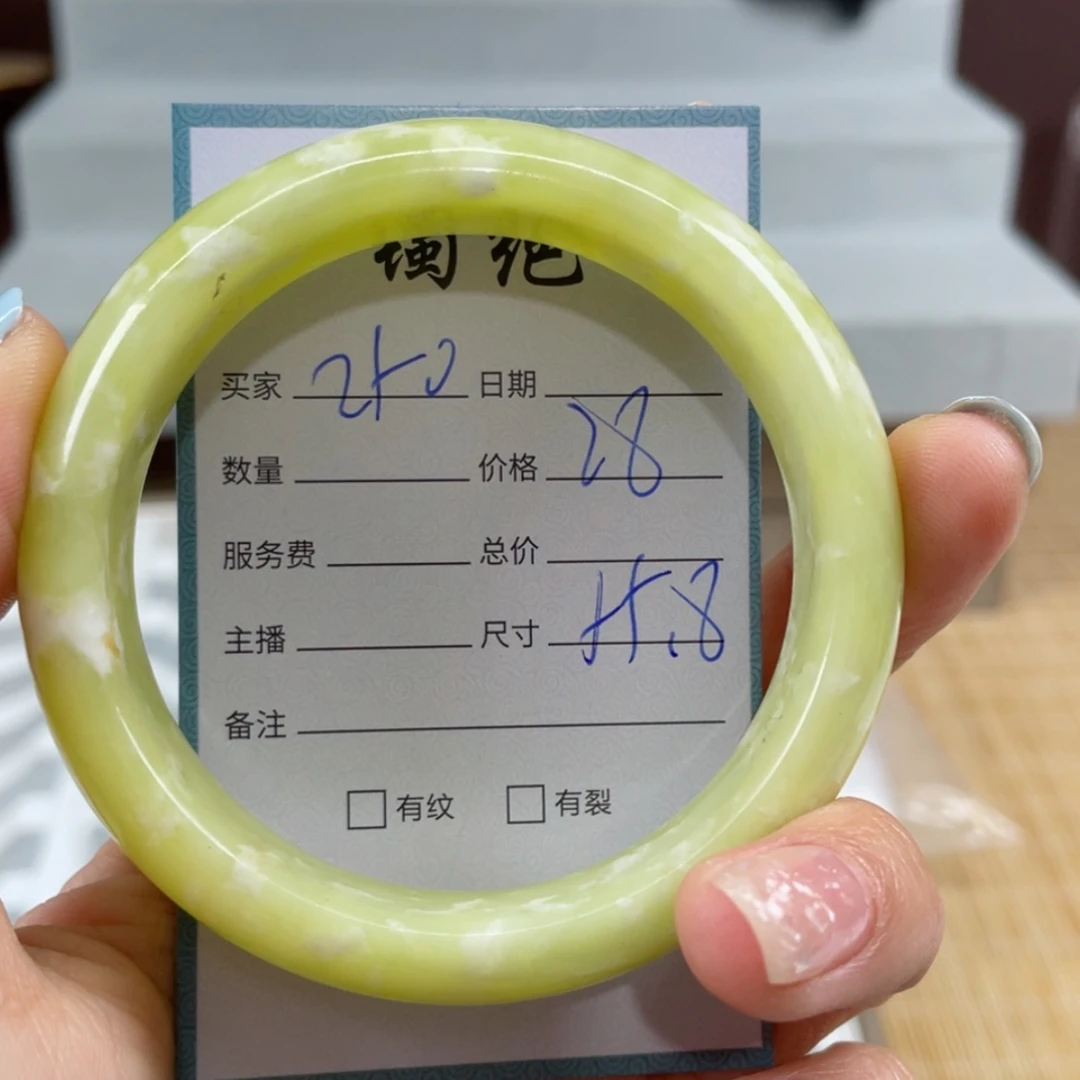 买家 250 日期
数量 价格 28
服务费 总价
主播 尺寸 55.8
备注
有纹 有裂